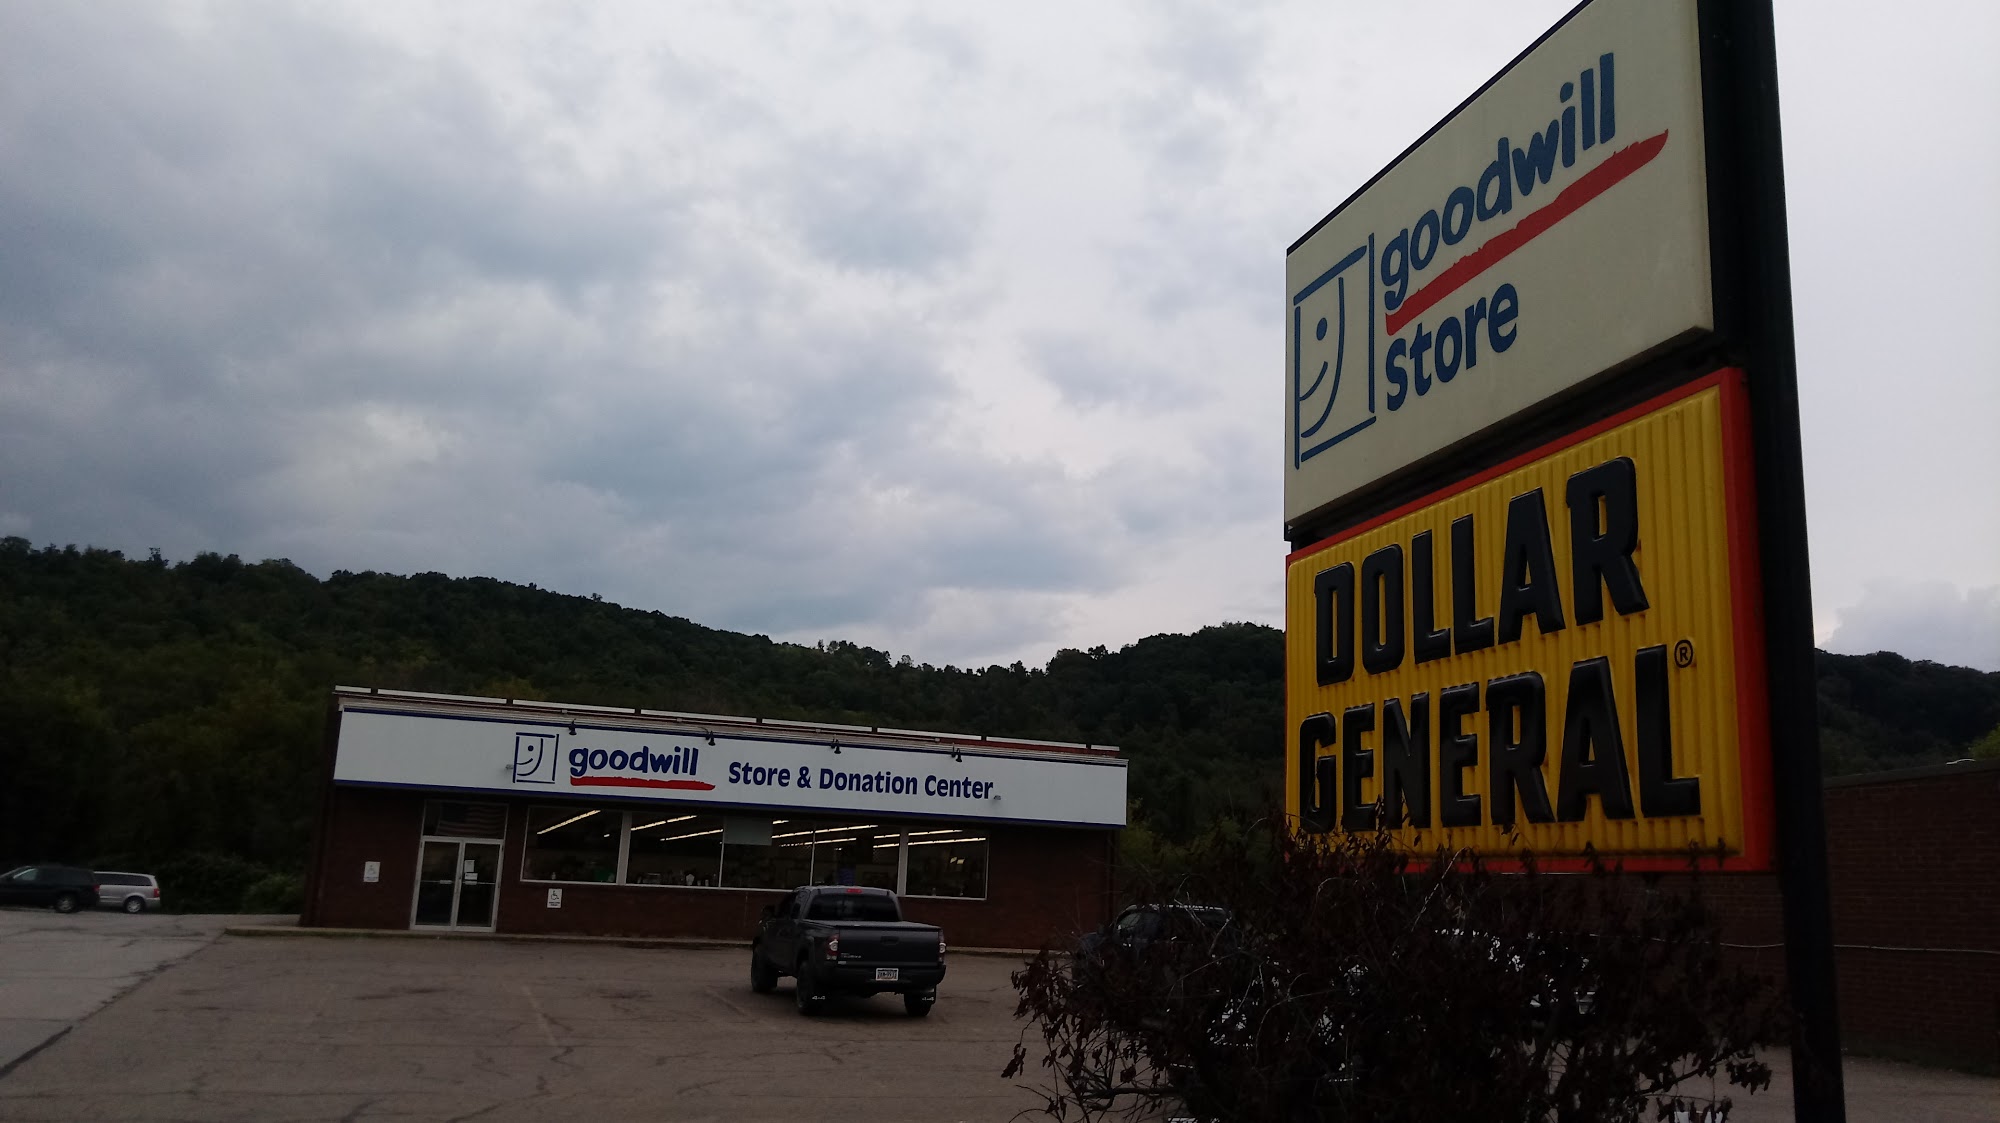 goodwill
store
DOLLAR
GENERAL®
goodwill Store & Donation Center